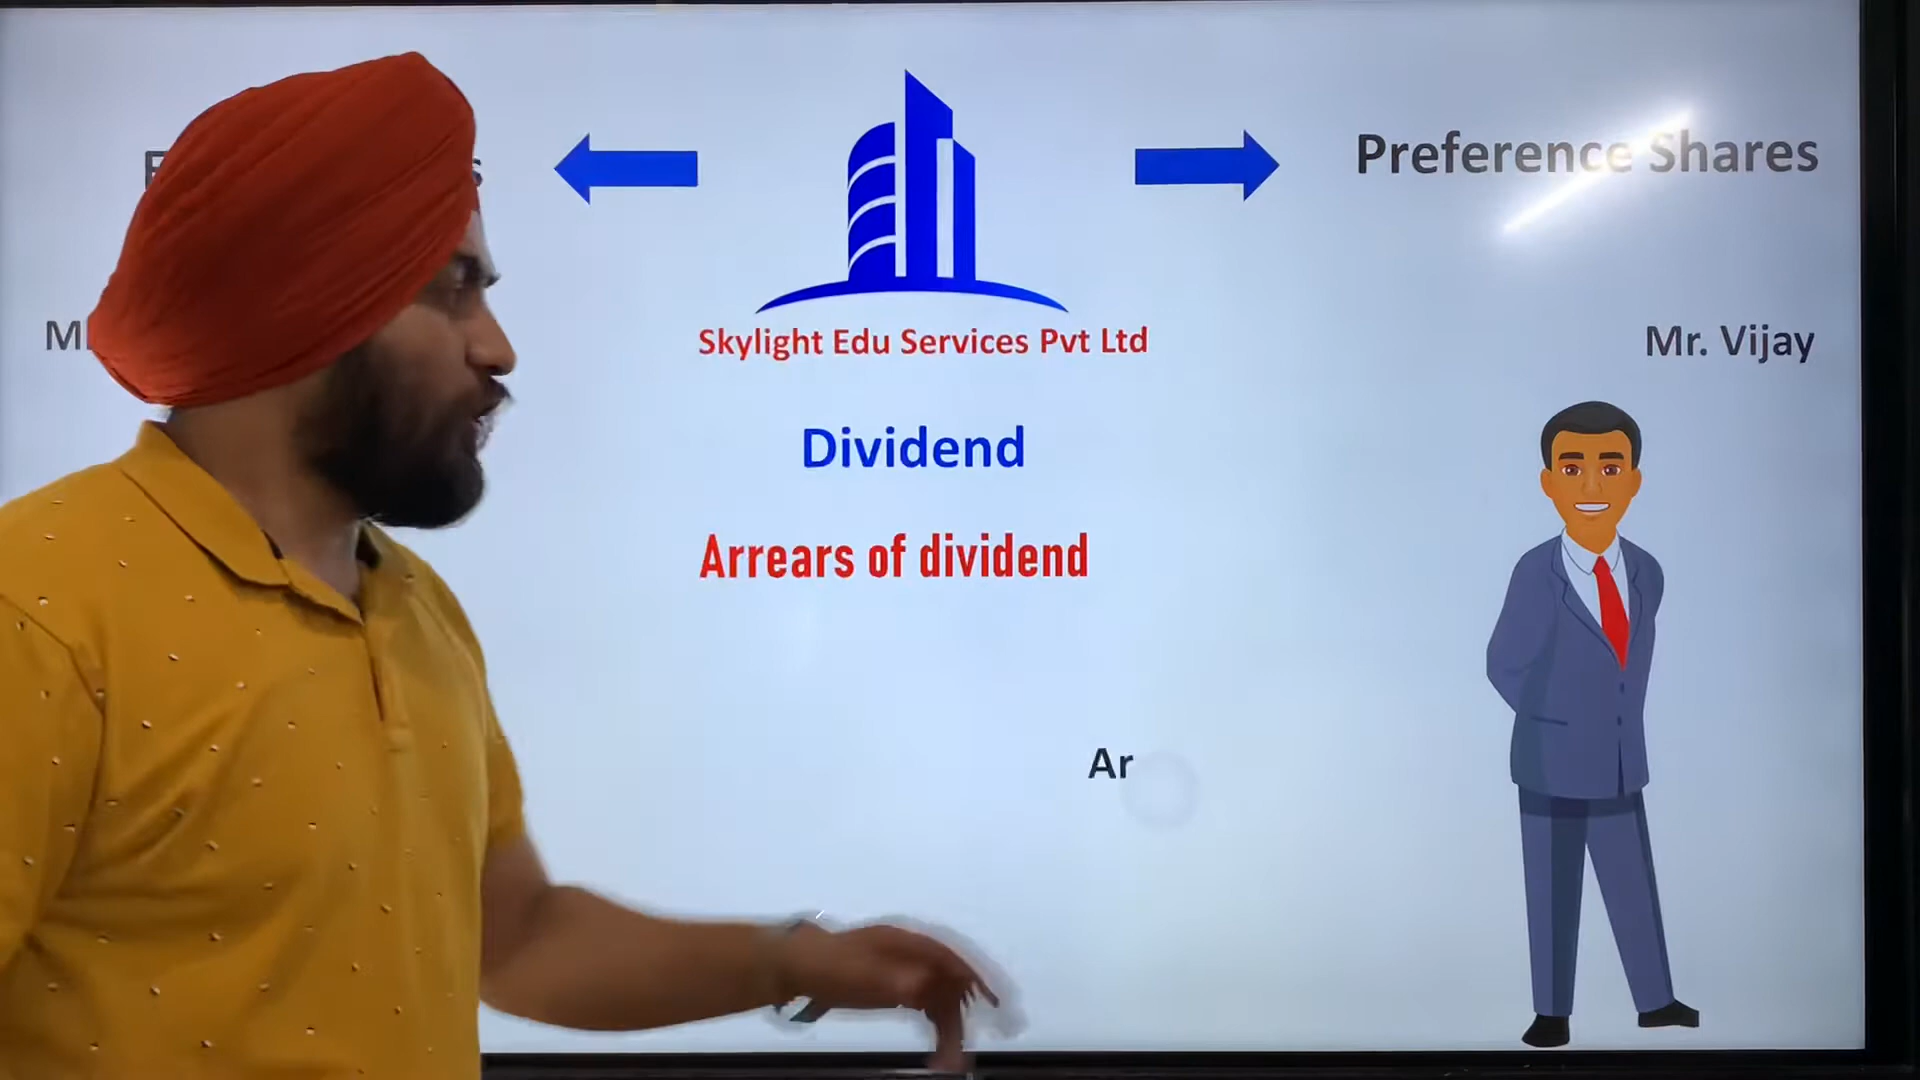 Preference Shares
Skylight Edu Services Pvt Ltd
Mr. Vijay
Dividend
Arrears of dividend
Ar